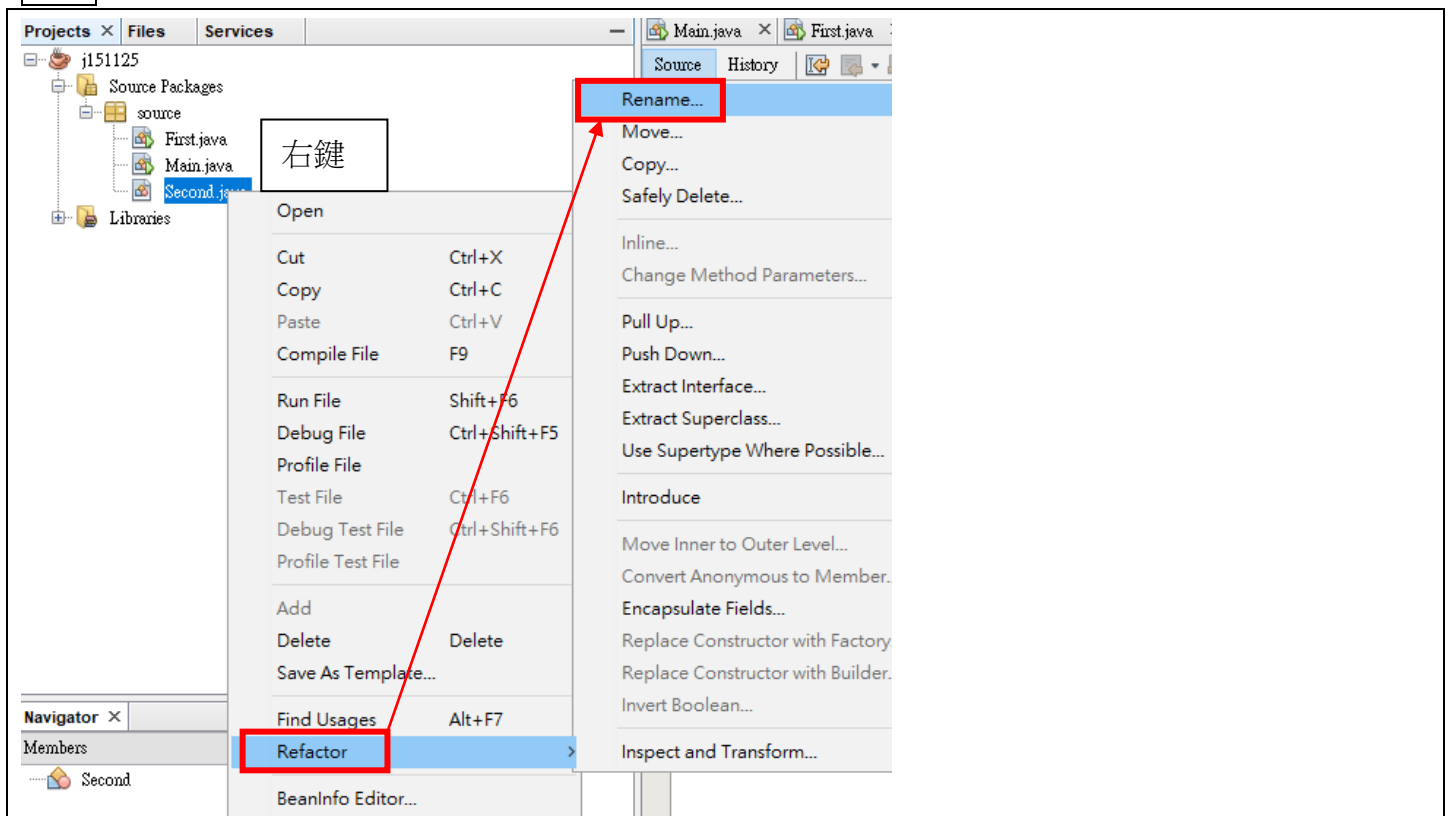 Projects Files Services
j151125
Source Packages
source
First.java
Main.java
Second.java
Libraries
右鍵
Open
Cut Ctrl+X
Copy Ctrl+C
Paste Ctrl+V
Compile File F9
Run File Shift+F6
Debug File Ctrl+Shift+F5
Profile File
Test File Ctrl+F6
Debug Test File Ctrl+Shift+F6
Profile Test File
Add
Delete Delete
Save As Template...
Find Usages Alt+F7
Refactor
BeanInfo Editor...
Main.java First.java
Source History
Rename...
Move...
Copy...
Safely Delete...
Inline...
Change Method Parameters...
Pull Up...
Push Down...
Extract Interface...
Extract Superclass...
Use Supertype Where Possible...
Introduce
Move Inner to Outer Level...
Convert Anonymous to Member.
Encapsulate Fields...
Replace Constructor with Factory
Replace Constructor with Builder.
Invert Boolean...
Inspect and Transform...
Navigator
Members
Second